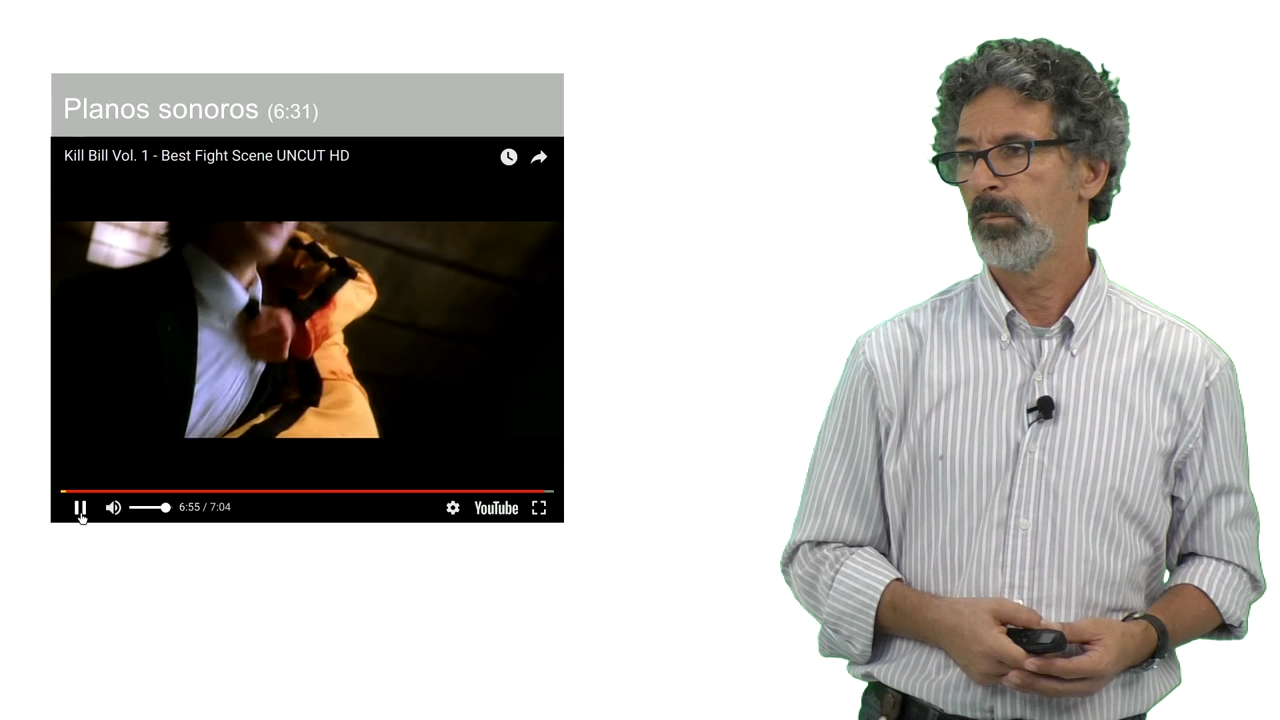 Planos sonoros (6:31)
Kill Bill Vol. 1 - Best Fight Scene UNCUT HD
6:55 / 7:04
YouTube